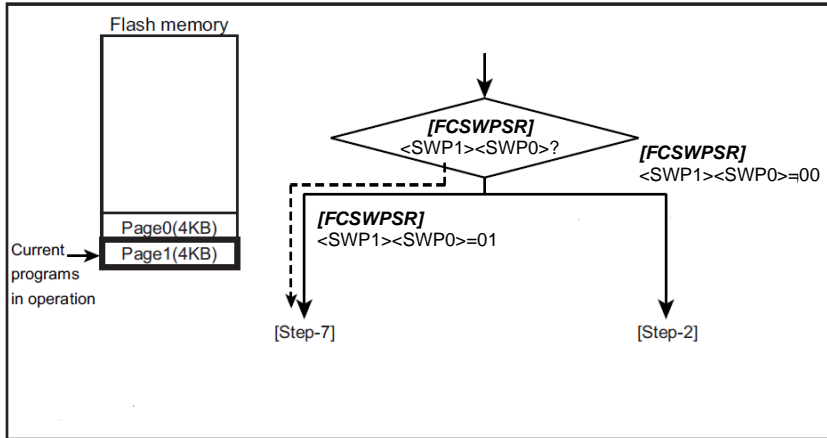 Flash memory
Page0(4KB)
Page1(4KB)
Current
programs
in operation
[FCSWPSR]
<SWP1><SWP0>?
[FCSWPSR]
<SWP1><SWP0>=00
[FCSWPSR]
<SWP1><SWP0>=01
[Step-7]
[Step-2]